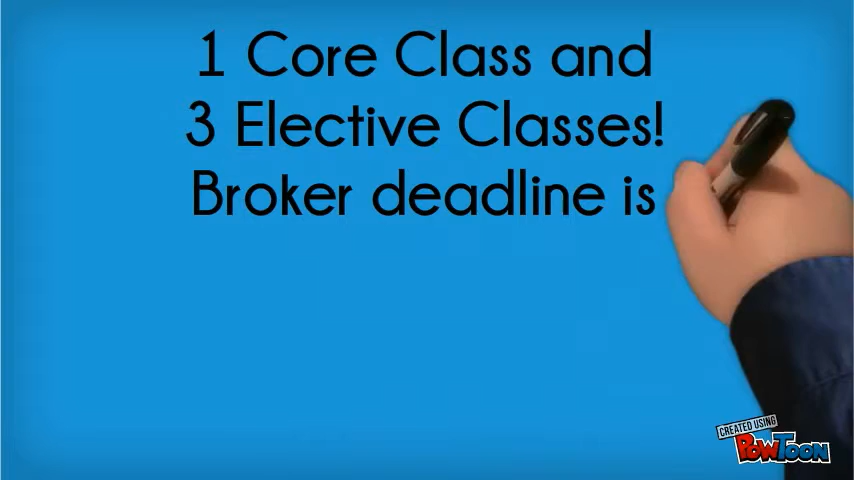 1 Core Class and
3 Elective Classes!
Broker deadline is
CREATED USING
POWTOON